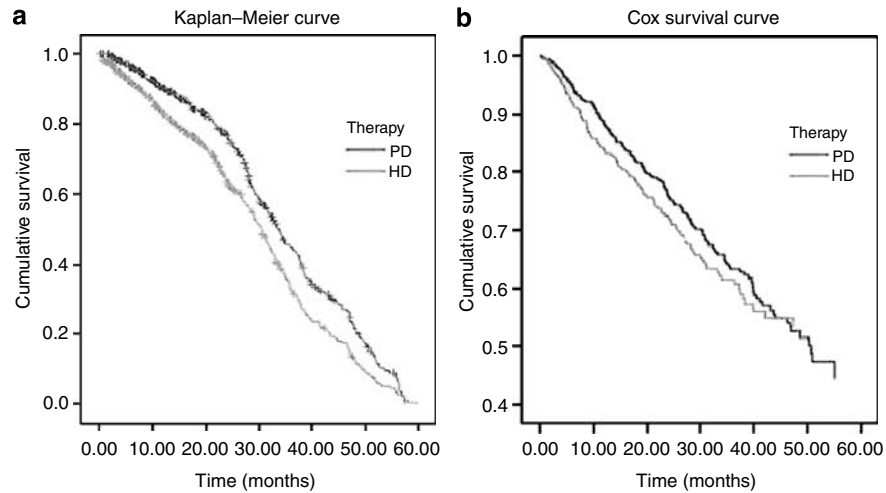 a
Kaplan–Meier curve
1.0
0.8
0.6
0.4
0.2
0.0
Cumulative survival
Therapy
PD
HD
0.00 10.00 20.00 30.00 40.00 50.00 60.00
Time (months)
b
Cox survival curve
1.0
0.9
0.8
0.7
0.6
0.5
0.4
Cumulative survival
Therapy
PD
HD
0.00 10.00 20.00 30.00 40.00 50.00 60.00
Time (months)